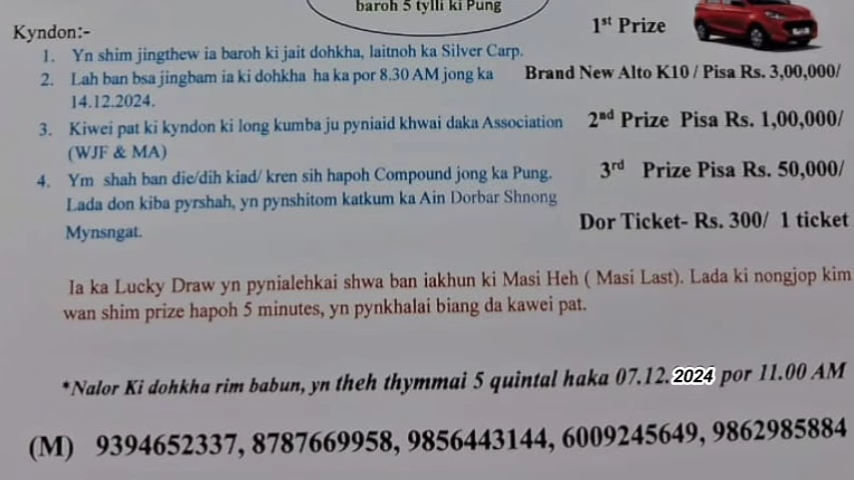 baroh 5 tylli ki Pung
Kyndon:-
1. Yn shim jingthew ia baroh ki jait dohkha, laitnoh ka Silver Carp.
2. Lah ban bsa jingbam ia ki dohkha ha ka por 8.30 AM jong ka
14.12.2024.
3. Kiwei pat ki kyndon ki long kumba ju pyniaid khwai daka Association
(WJF & MA)
4. Ym shah ban die/dih kiad/ kren sih hapoh Compound jong ka Pung.
Lada don kiba pyrshah, yn pynshitom katkum ka Ain Dorbar Shnong
Mynsngat.
1st Prize
Brand New Alto K10 / Pisa Rs. 3,00,000/
2nd Prize Pisa Rs. 1,00,000/
3rd Prize Pisa Rs. 50,000/
Dor Ticket- Rs. 300/ 1 ticket
Ia ka Lucky Draw yn pynialehkai shwa ban iakhun ki Masi Heh ( Masi Last). Lada ki nongjop kim
wan shim prize hapoh 5 minutes, yn pynkhalai biang da kawei pat.
*Nalor Ki dohkha rim babun, yn theh thymmai 5 quintal haka 07.12.2024 por 11.00 AM
(M) 9394652337, 8787669958, 9856443144, 6009245649, 9862985884